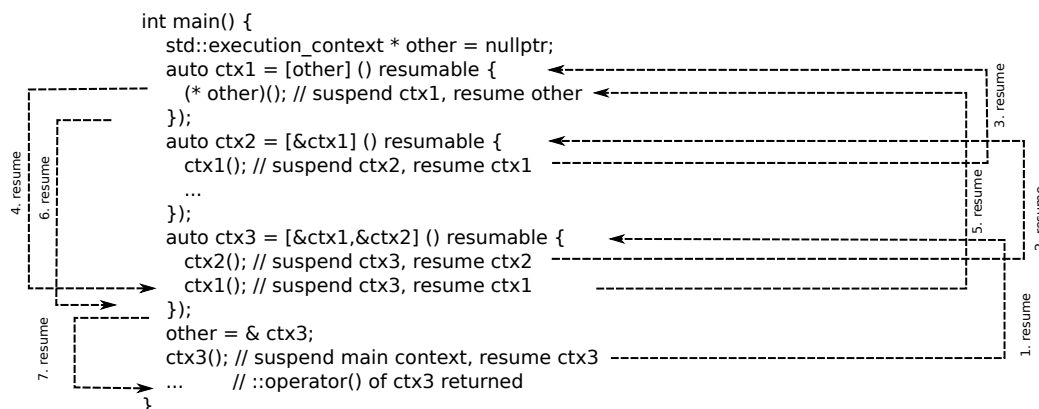 int main() {
std::execution_context * other = nullptr;
auto ctx1 = [other] () resumable {
(* other)(); // suspend ctx1, resume other
});
auto ctx2 = [&ctx1] () resumable {
ctx1(); // suspend ctx2, resume ctx1
...
});
auto ctx3 = [&ctx1,&ctx2] () resumable {
ctx2(); // suspend ctx3, resume ctx2
ctx1(); // suspend ctx3, resume ctx1
});
other = & ctx3;
ctx3(); // suspend main context, resume ctx3
... // ::operator() of ctx3 returned
}
4. resume
6. resume
7. resume
3. resume
5. resume
2. resume
1. resume